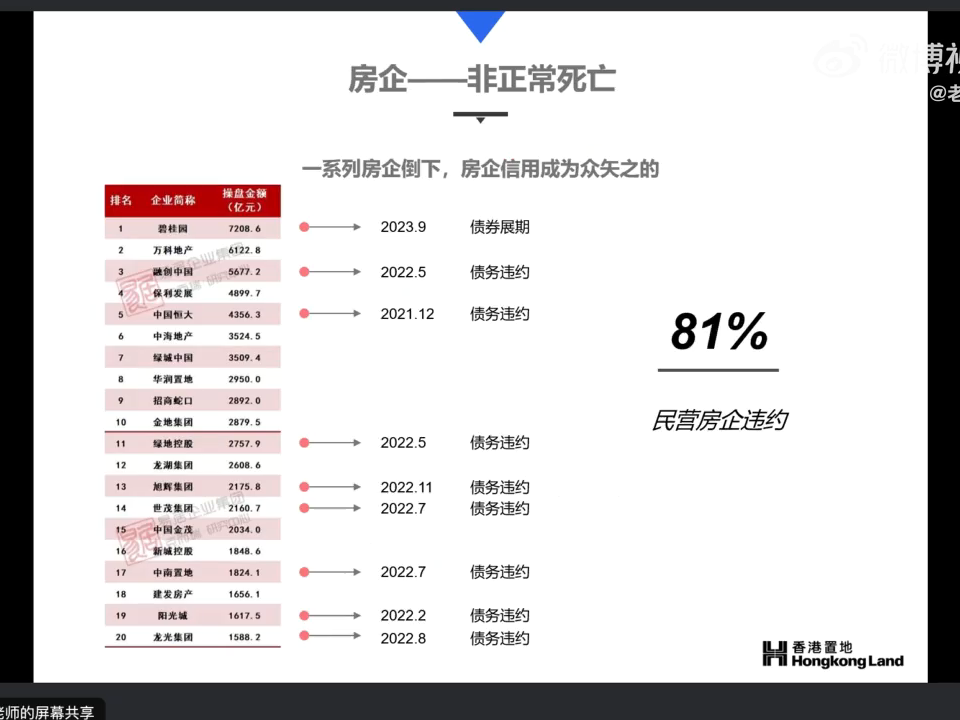 房企——非正常死亡
一系列房企倒下，房企信用成为众矢之的
排名 企业简称 操盘金额（亿元）
1 碧桂园 7208.6 2023.9 债券展期
2 万科地产 6122.8
3 融创中国 5677.2 2022.5 债务违约
4 保利发展 4899.7
5 中国恒大 4356.3 2021.12 债务违约
6 中海地产 3524.5
7 绿城中国 3509.4
8 华润置地 2950.0
9 招商蛇口 2892.0
10 金地集团 2879.5
11 绿地控股 2757.9 2022.5 债务违约
12 龙湖集团 2608.6
13 旭辉集团 2175.8 2022.11 债务违约
14 世茂集团 2160.7 2022.7 债务违约
15 中国金茂 2034.0
16 新城控股 1848.6
17 中南置地 1824.1 2022.7 债务违约
18 建发房产 1656.1
19 阳光城 1617.5 2022.2 债务违约
20 龙光集团 1588.2 2022.8 债务违约
81%
民营房企违约
香港置地
Hongkong Land
微博视
@老
老师的屏幕共享